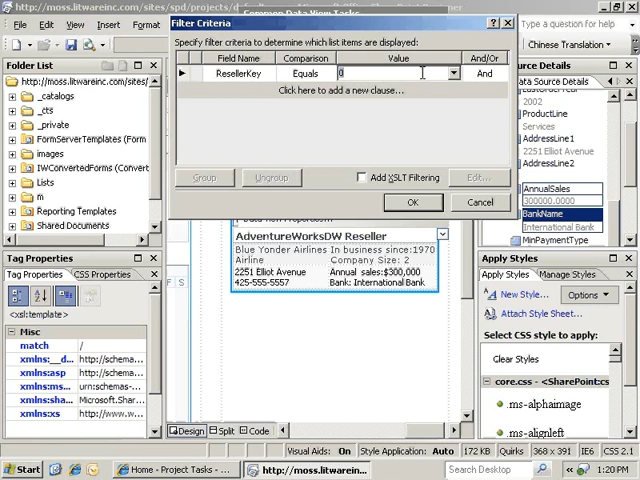 http://moss.litwareinc.com/sites/spd/projects/d
Common Data View Tasks
Filter Criteria
File Edit View Insert Format
Type a question for help
Chinese Translation
Specify filter criteria to determine which list items are displayed:
Field Name Comparison Value And/Or
ResellerKey Equals 0 And
Click here to add a new clause...
Group Ungroup Add XSLT Filtering Edit...
OK Cancel
Folder List
http://moss.litwareinc.com/sites/
_catalogs
_cts
_private
FormServerTemplates (Form
images
IWConvertedForms (Convert
Lists
m
Reporting Templates
Shared Documents
Data Source Details
Data Source Details
2002
ProductLine
Services
AddressLine1
2251 Elliot Avenue
AddressLine2
AnnualSales
300000.0000
BankName
International Bank
MinPaymentType
AdventureWorksDW Reseller
Blue Yonder Airlines In business since:1970
Airline Company Size: 2
2251 Elliot Avenue Annual sales:$300,000
425-555-5557 Bank: International Bank
Tag Properties
Tag Properties CSS Properties
<xsl:template>
Misc
match /
xmlns:__d... http://schema...
xmlns:asp http://schema...
xmlns:ms... urn:schemas-...
xmlns:sha... Microsoft.Shar...
xmlns:xs http://www.w...
Apply Styles
Apply Styles Manage Styles
New Style... Options
Attach Style Sheet...
Select CSS style to apply:
Clear Styles
core.css - <SharePoint:cs
.ms-alphaimage
.ms-alignleft
Design Split Code
Visual Aids: On Style Application: Auto 172 KB Quirks 368 x 391 IE6 CSS 2.1
Start Home - Project Tasks - ... http://moss.litwarein... Search Desktop 1:20 PM